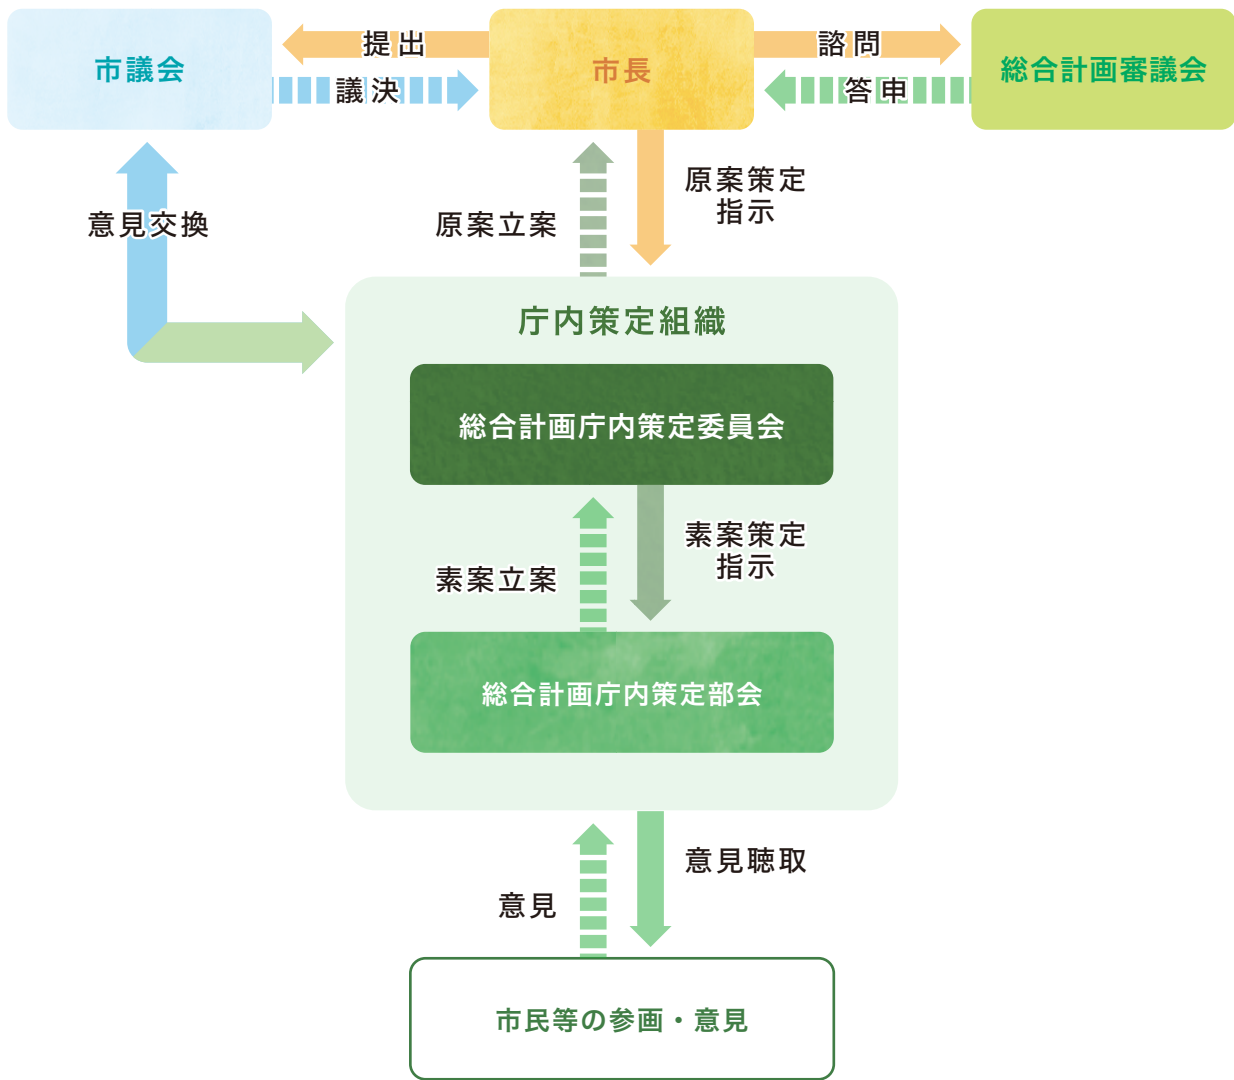 市議会
提出
議決
市長
諮問
答申
総合計画審議会
意見交換
原案立案
原案策定
指示
庁内策定組織
総合計画庁内策定委員会
素案立案
素案策定
指示
総合計画庁内策定部会
意見
意見聴取
市民等の参画・意見